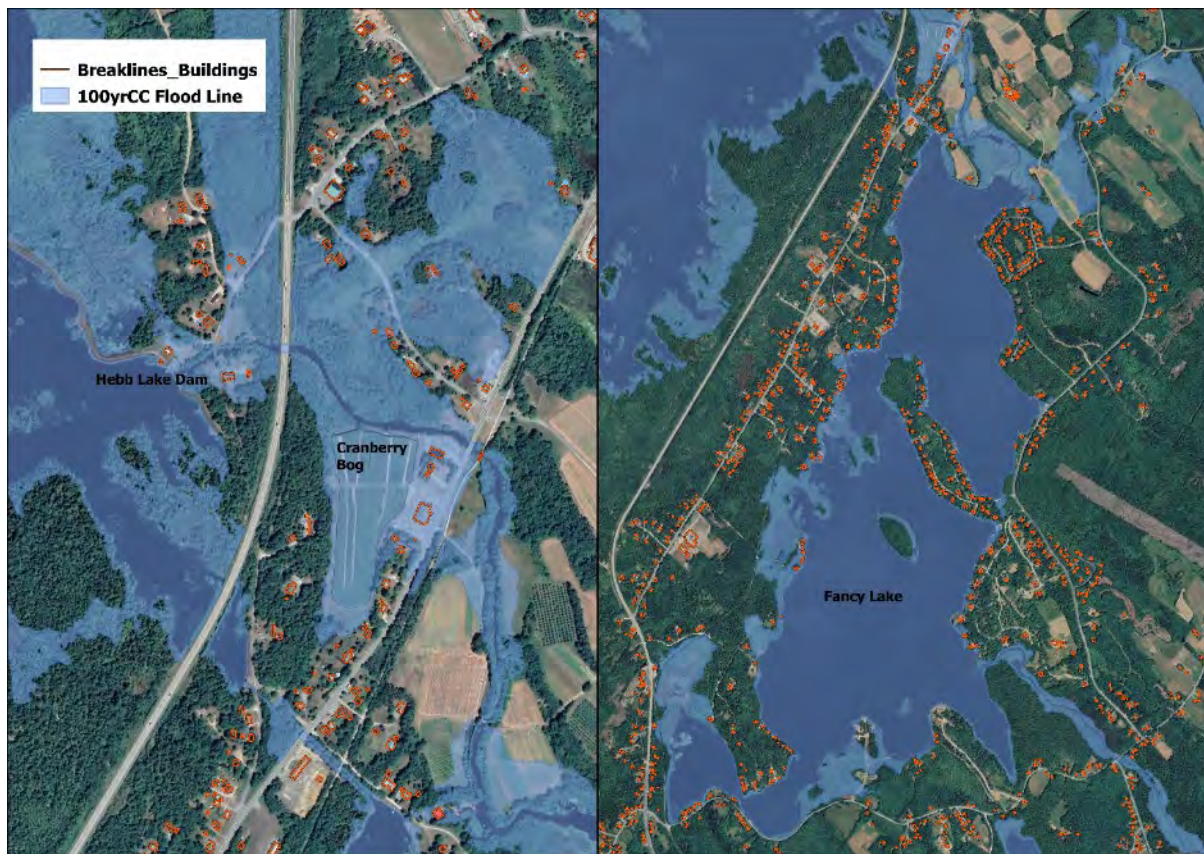 Breaklines_Buildings
100yrCC Flood Line
Hebb Lake Dam
Cranberry
Bog
Fancy Lake